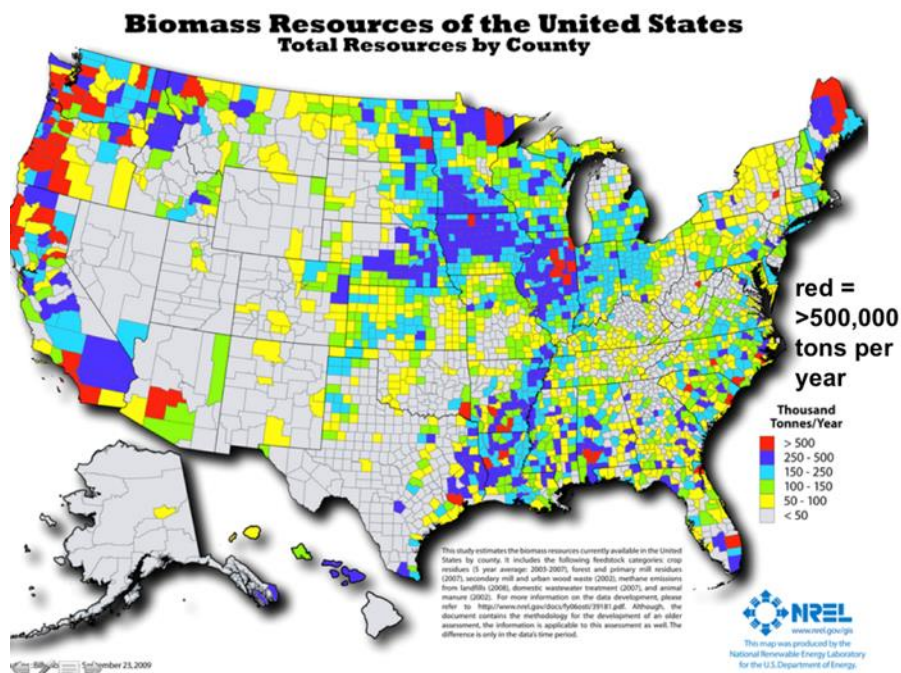 Biomass Resources of the United States
Total Resources by County
red =
>500,000
tons per
year
Thousand
Tonnes/Year
> 500
250 - 500
150 - 250
100 - 150
50 - 100
< 50
This study estimates the biomass resources currently available in the United
States by county. It includes the following feedstock categories: crop
residues (5 year average: 2003-2007), forest and primary mill residues
(2007), secondary mill and urban wood waste (2002), methane emissions
from landfills (2008), domestic wastewater treatment (2007), and animal
manure (2002). For more information on the data development, please
refer to http://www.nrel.gov/docs/fy06osti/39181.pdf. Although, the
document contains the methodology for the development of an older
assessment, the information is applicable to this assessment as well. The
difference is only in the data's time period.
NREL
www.nrel.gov/gis
This map was produced by the
National Renewable Energy Laboratory
for the U.S. Department of Energy.
23, 2009